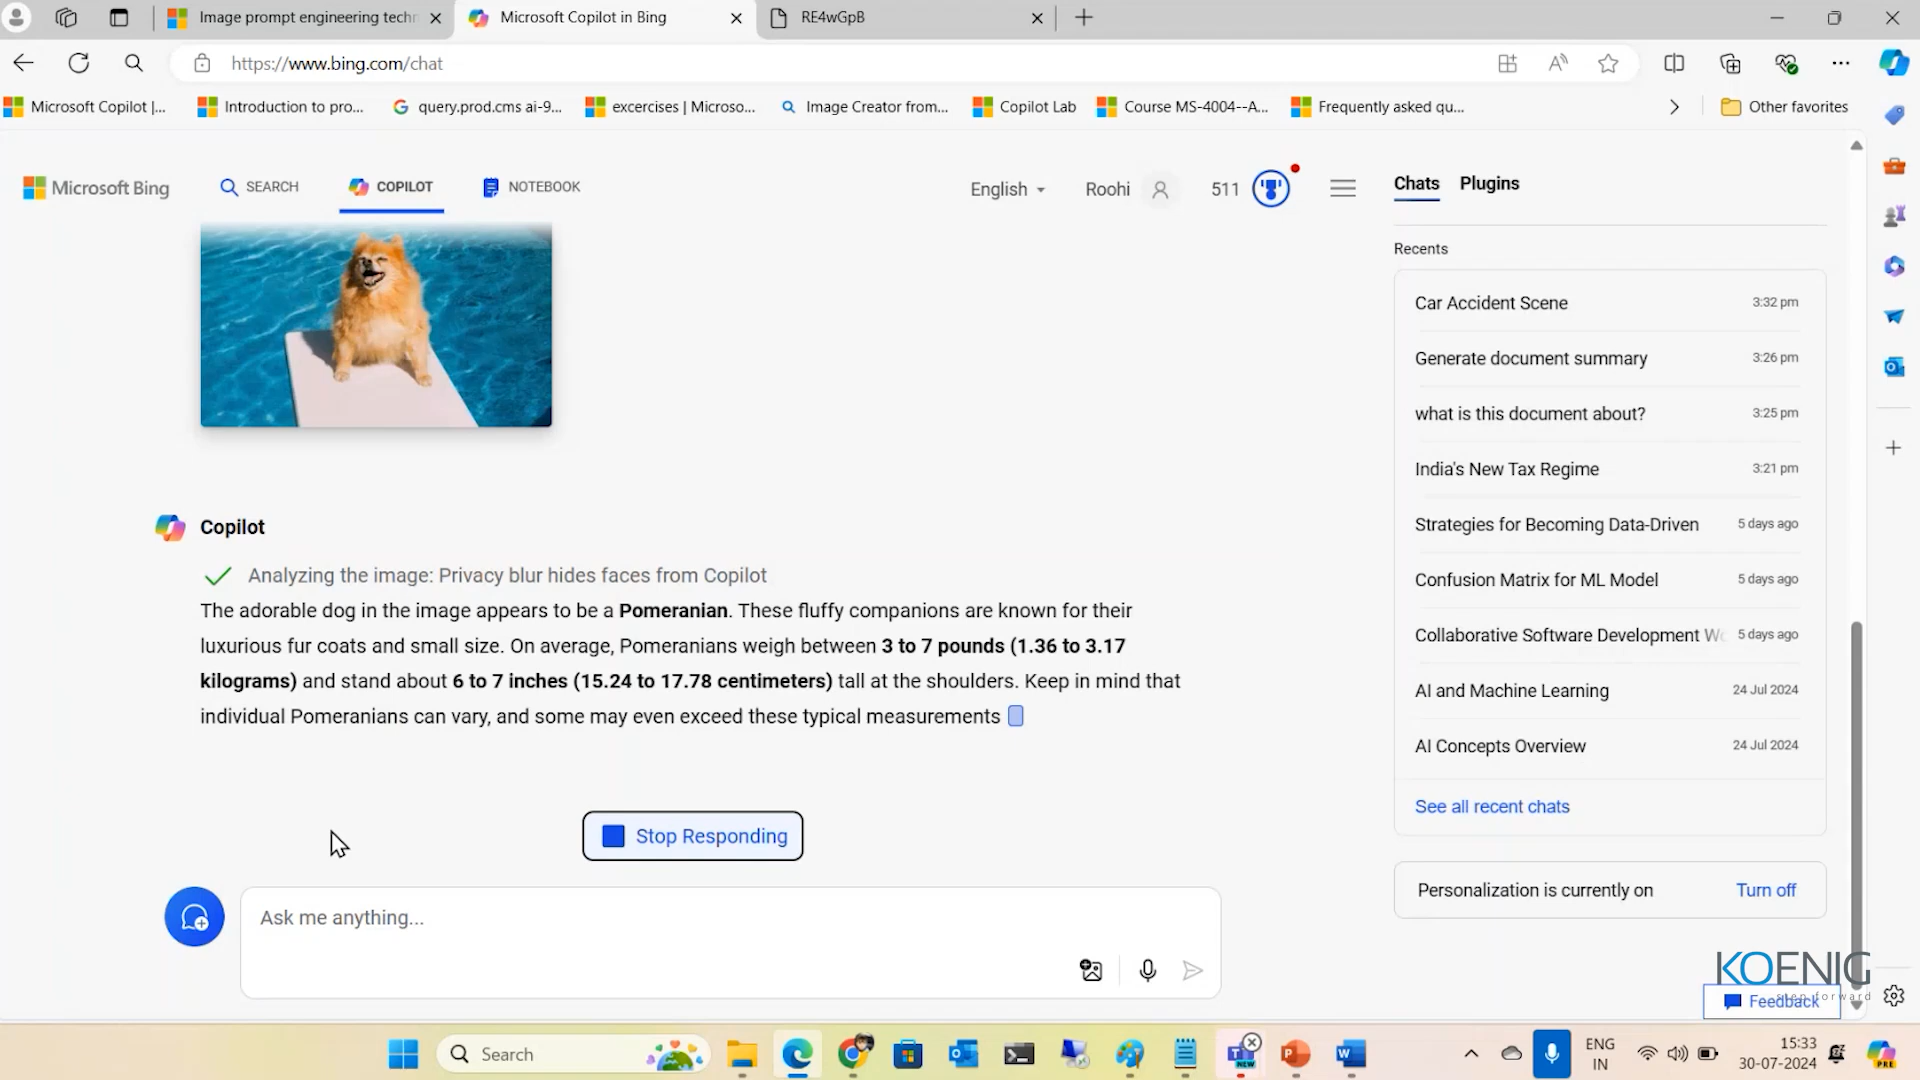 Image prompt engineering techr
Microsoft Copilot in Bing
RE4wGpB
https://www.bing.com/chat
Microsoft Copilot |...
Introduction to pro...
query.prod.cms ai-9...
excercises | Microso...
Image Creator from...
Copilot Lab
Course MS-4004--A...
Frequently asked qu...
Other favorites
Microsoft Bing
SEARCH
COPILOT
NOTEBOOK
English
Roohi
511
Chats
Plugins
Recents
Car Accident Scene 3:32 pm
Generate document summary 3:26 pm
what is this document about? 3:25 pm
India's New Tax Regime 3:21 pm
Strategies for Becoming Data-Driven 5 days ago
Confusion Matrix for ML Model 5 days ago
Collaborative Software Development 5 days ago
AI and Machine Learning 24 Jul 2024
AI Concepts Overview 24 Jul 2024
See all recent chats
Personalization is currently on Turn off
Copilot
Analyzing the image: Privacy blur hides faces from Copilot
The adorable dog in the image appears to be a Pomeranian. These fluffy companions are known for their
luxurious fur coats and small size. On average, Pomeranians weigh between 3 to 7 pounds (1.36 to 3.17
kilograms) and stand about 6 to 7 inches (15.24 to 17.78 centimeters) tall at the shoulders. Keep in mind that
individual Pomeranians can vary, and some may even exceed these typical measurements
Stop Responding
Ask me anything...
KOENIG
step forward
Feedback
Search
NEW
ENG
IN
15:33
30-07-2024
PRE